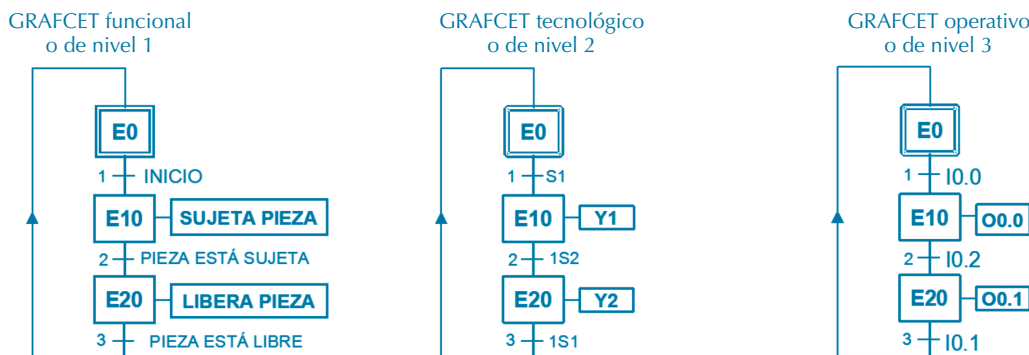 GRAFCET funcional
o de nivel 1
E0
1 INICIO
E10 SUJETA PIEZA
2 PIEZA ESTÁ SUJETA
E20 LIBERA PIEZA
3 PIEZA ESTÁ LIBRE
GRAFCET tecnológico
o de nivel 2
E0
1 S1
E10 Y1
2 1S2
E20 Y2
3 1S1
GRAFCET operativo
o de nivel 3
E0
1 I0.0
E10 O0.0
2 I0.2
E20 O0.1
3 I0.1